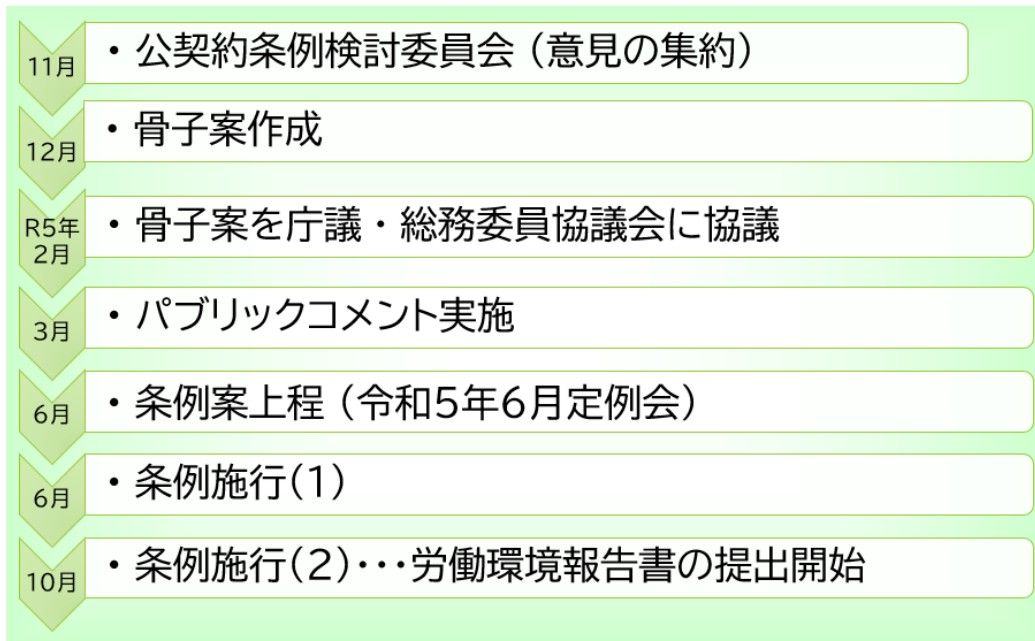 11月
・公契約条例検討委員会（意見の集約）
12月
・骨子案作成
R5年
2月
・骨子案を庁議・総務委員協議会に協議
3月
・パブリックコメント実施
6月
・条例案上程（令和5年6月定例会）
6月
・条例施行(1)
10月
・条例施行(2)・・・労働環境報告書の提出開始